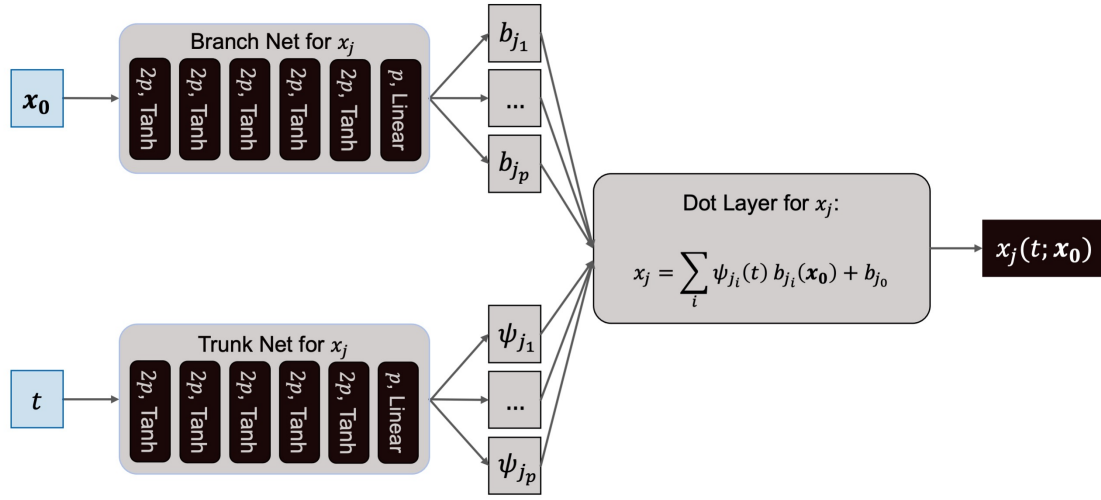 Branch Net for x_j
x_0
2p, Tanh
2p, Tanh
2p, Tanh
2p, Tanh
2p, Tanh
p, Linear
b_{j_1}
...
b_{j_p}
Dot Layer for x_j:
x_j = \sum_i ψ_{j_i}(t) b_{j_i}(x_0) + b_{j_0}
x_j(t; x_0)
Trunk Net for x_j
t
2p, Tanh
2p, Tanh
2p, Tanh
2p, Tanh
2p, Tanh
p, Linear
ψ_{j_1}
...
ψ_{j_p}